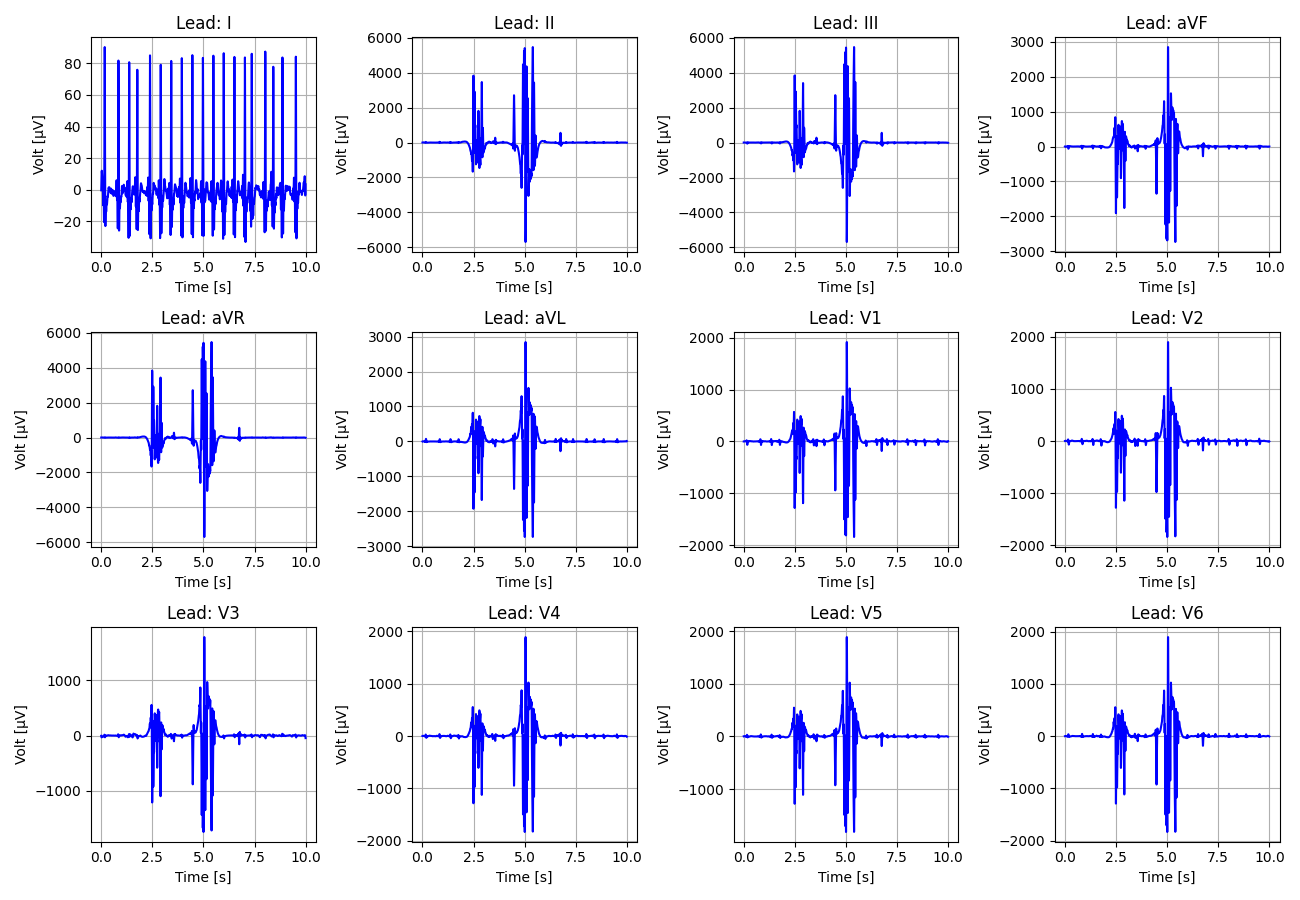 Lead: I
Volt [µV]
80
60
40
20
0
−20
0.0 2.5 5.0 7.5 10.0
Time [s]
Lead: II
Volt [µV]
6000
4000
2000
0
−2000
−4000
−6000
0.0 2.5 5.0 7.5 10.0
Time [s]
Lead: III
Volt [µV]
6000
4000
2000
0
−2000
−4000
−6000
0.0 2.5 5.0 7.5 10.0
Time [s]
Lead: aVF
Volt [µV]
3000
2000
1000
0
−1000
−2000
−3000
0.0 2.5 5.0 7.5 10.0
Time [s]
Lead: aVR
Volt [µV]
6000
4000
2000
0
−2000
−4000
−6000
0.0 2.5 5.0 7.5 10.0
Time [s]
Lead: aVL
Volt [µV]
3000
2000
1000
0
−1000
−2000
−3000
0.0 2.5 5.0 7.5 10.0
Time [s]
Lead: V1
Volt [µV]
2000
1000
0
−1000
−2000
0.0 2.5 5.0 7.5 10.0
Time [s]
Lead: V2
Volt [µV]
2000
1000
0
−1000
−2000
0.0 2.5 5.0 7.5 10.0
Time [s]
Lead: V3
Volt [µV]
1000
0
−1000
0.0 2.5 5.0 7.5 10.0
Time [s]
Lead: V4
Volt [µV]
2000
1000
0
−1000
−2000
0.0 2.5 5.0 7.5 10.0
Time [s]
Lead: V5
Volt [µV]
2000
1000
0
−1000
0.0 2.5 5.0 7.5 10.0
Time [s]
Lead: V6
Volt [µV]
2000
1000
0
−1000
−2000
0.0 2.5 5.0 7.5 10.0
Time [s]